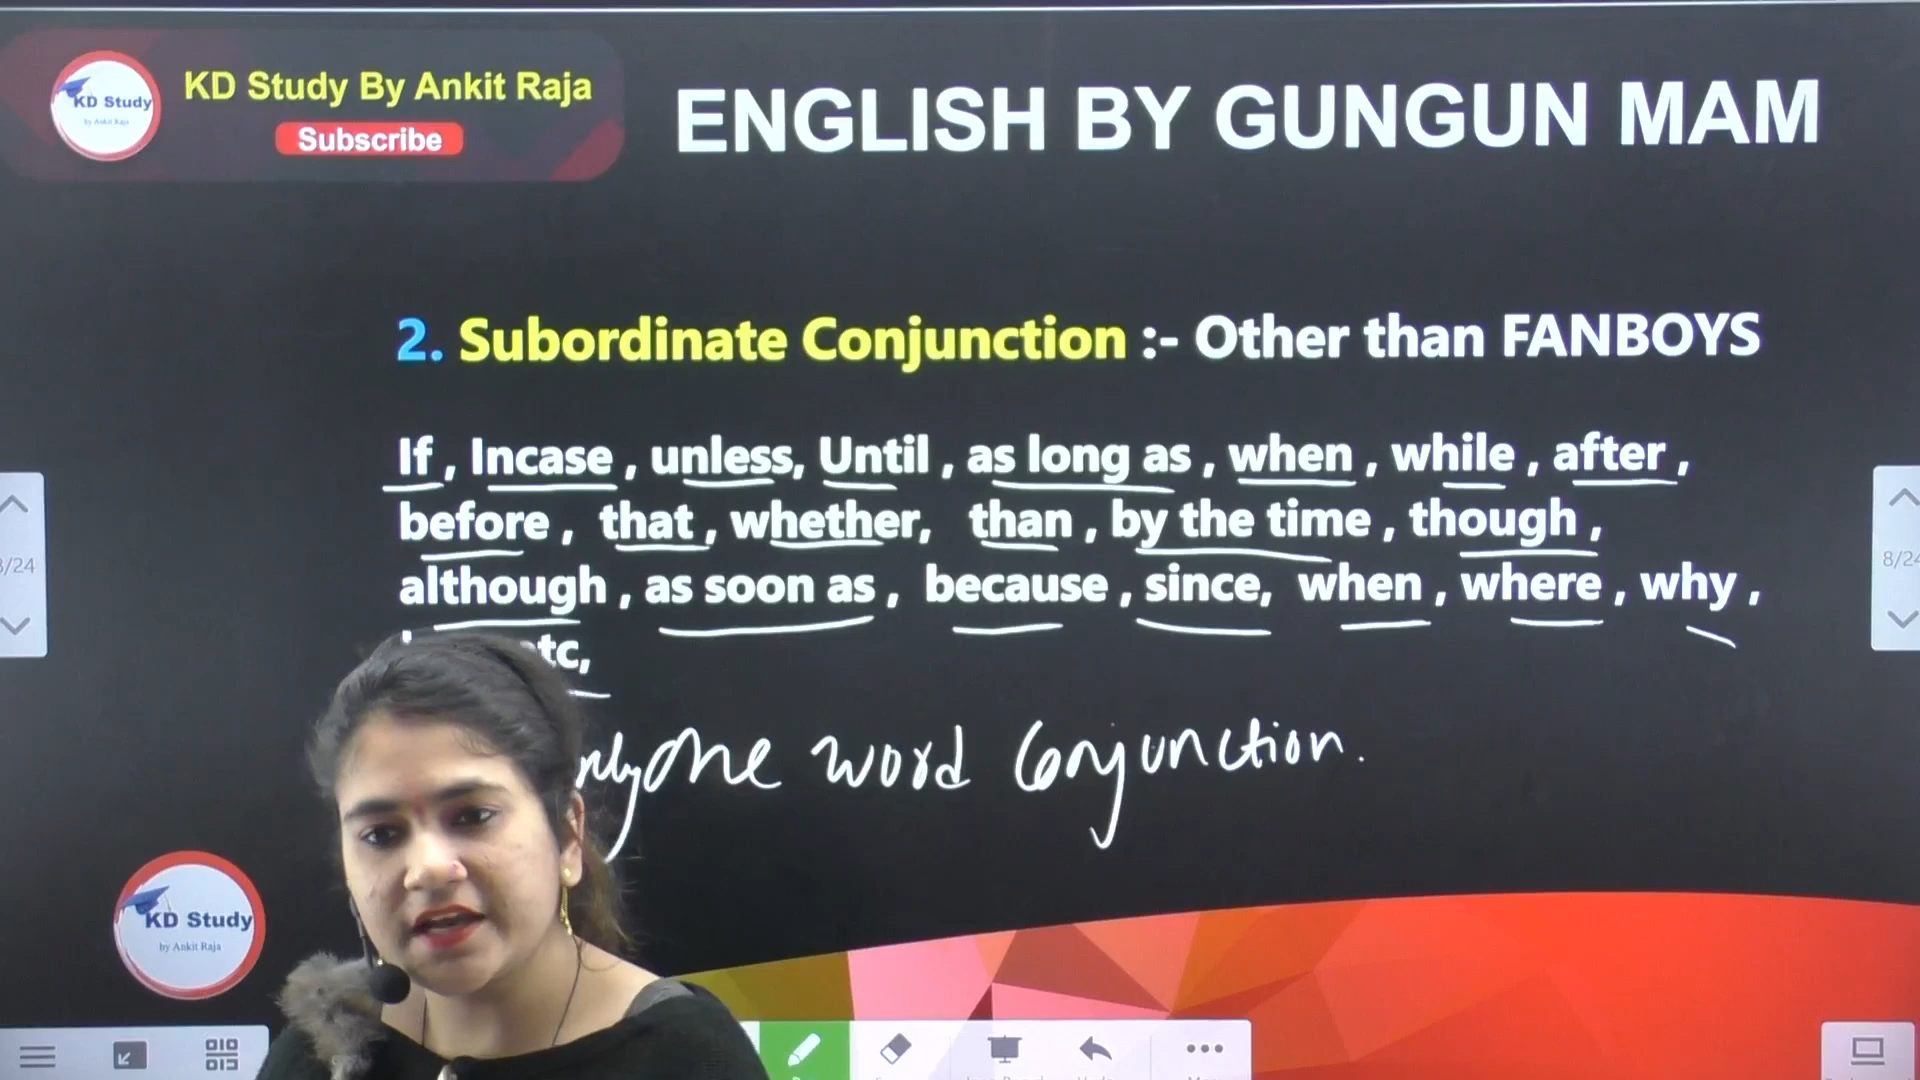 KD Study
by Ankit Raja
KD Study By Ankit Raja
Subscribe
ENGLISH BY GUNGUN MAM
2. Subordinate Conjunction :- Other than FANBOYS
If , Incase , unless, Until , as long as , when , while , after ,
before , that , whether, than , by the time , though ,
although , as soon as , because , since, when , where , why ,
one word Conjunction.
/24
8/24
KD Study
by Ankit Raja